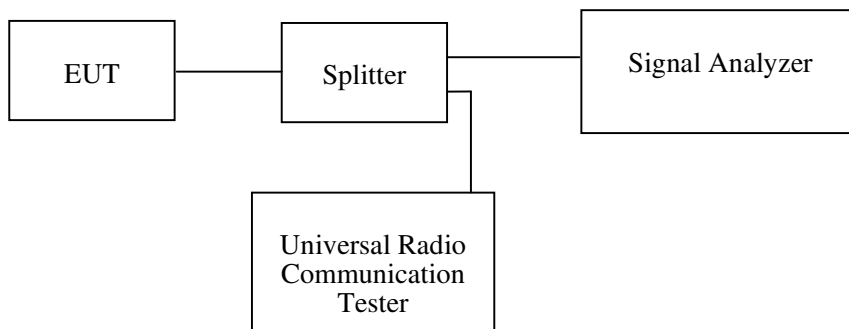 EUT
Splitter
Signal Analyzer
Universal Radio
Communication
Tester